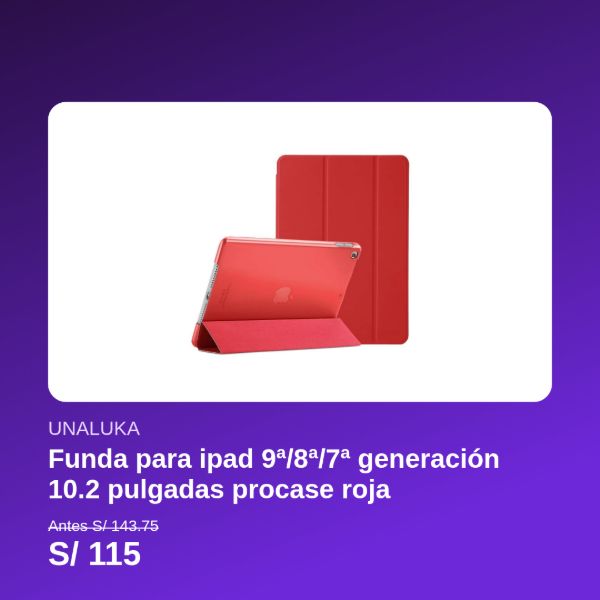 UNALUKA
Funda para ipad 9ª/8ª/7ª generación
10.2 pulgadas procase roja
Antes S/ 143.75
S/ 115